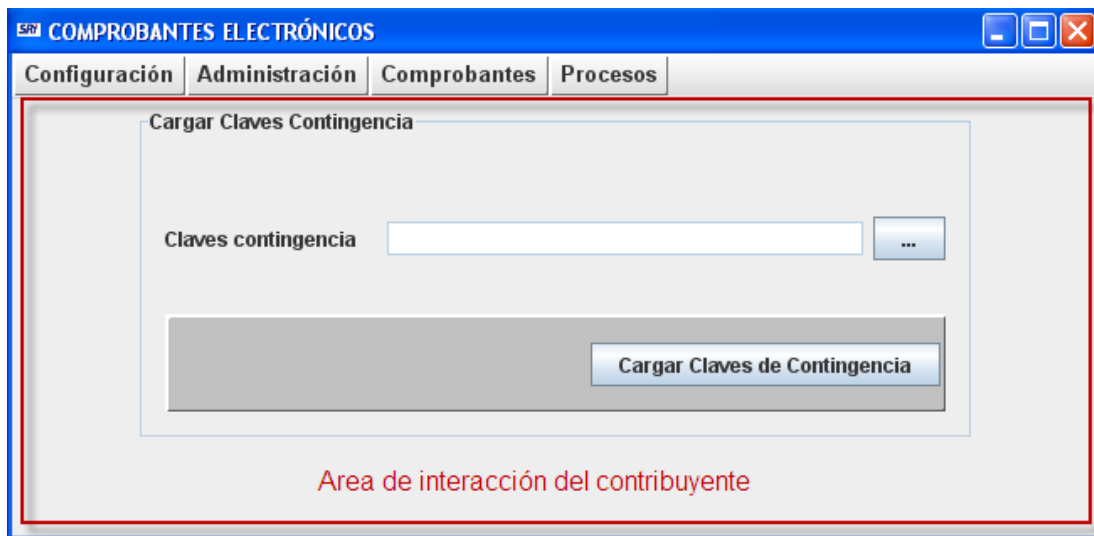 SRI COMPROBANTES ELECTRÓNICOS
Configuración Administración Comprobantes Procesos
Cargar Claves Contingencia
Claves contingencia ...
Cargar Claves de Contingencia
Area de interacción del contribuyente